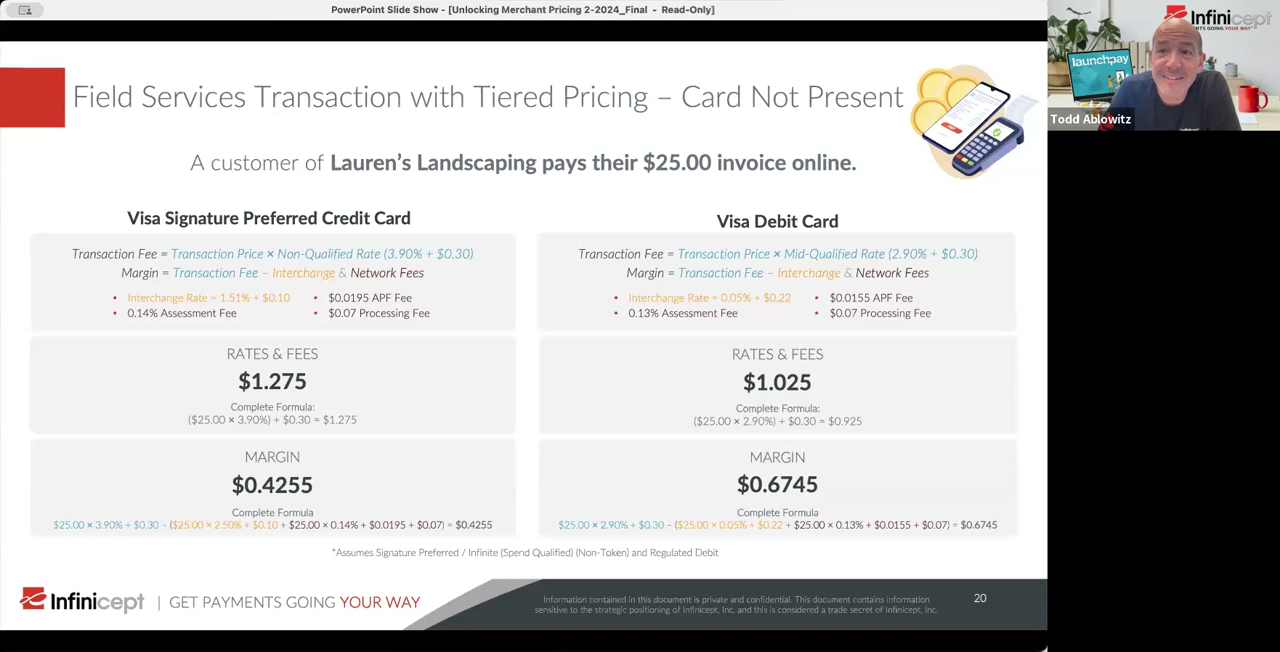 PowerPoint Slide Show - [Unlocking Merchant Pricing 2-2024_Final - Read-Only]
Infinicept
NTS GOING YOUR WAY
launchpay
Todd Ablowitz
Field Services Transaction with Tiered Pricing – Card Not Present
A customer of Lauren's Landscaping pays their $25.00 invoice online.
Visa Signature Preferred Credit Card
Transaction Fee = Transaction Price × Non-Qualified Rate (3.90% + $0.30)
Margin = Transaction Fee – Interchange & Network Fees
• Interchange Rate = 1.51% + $0.10
• $0.0195 APF Fee
• 0.14% Assessment Fee
• $0.07 Processing Fee
RATES & FEES
$1.275
Complete Formula:
($25.00 × 3.90%) + $0.30 = $1.275
MARGIN
$0.4255
Complete Formula
$25.00 × 3.90% + $0.30 – ($25.00 × 2.50% + $0.10 + $25.00 × 0.14% + $0.0195 + $0.07) = $0.4255
Visa Debit Card
Transaction Fee = Transaction Price × Mid-Qualified Rate (2.90% + $0.30)
Margin = Transaction Fee – Interchange & Network Fees
• Interchange Rate = 0.05% + $0.22
• $0.0155 APF Fee
• 0.13% Assessment Fee
• $0.07 Processing Fee
RATES & FEES
$1.025
Complete Formula:
($25.00 × 2.90%) + $0.30 = $0.925
MARGIN
$0.6745
Complete Formula
$25.00 × 2.90% + $0.30 – ($25.00 × 0.05% + $0.22 + $25.00 × 0.13% + $0.0155 + $0.07) = $0.6745
*Assumes Signature Preferred / Infinite (Spend Qualified) (Non-Token) and Regulated Debit
Infinicept | GET PAYMENTS GOING YOUR WAY
Information contained in this document is private and confidential. This document contains information
sensitive to the strategic positioning of Infinicept, Inc. and this is considered a trade secret of Infinicept, Inc.
20